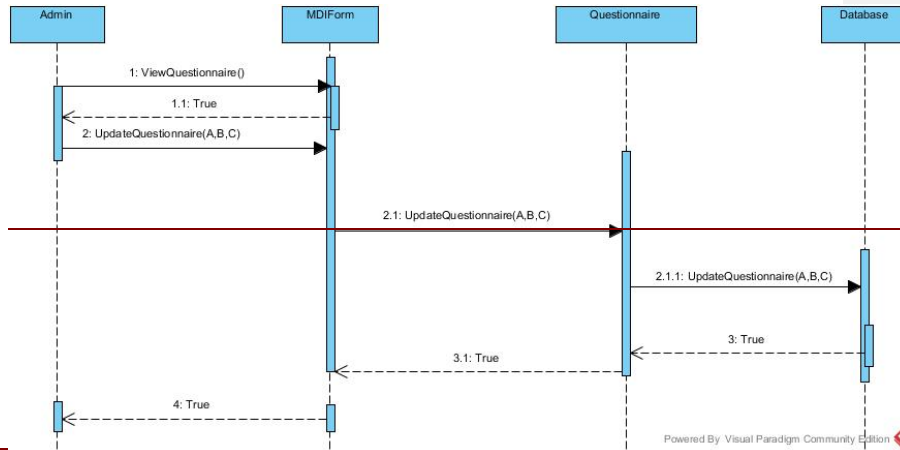 Admin
MDIForm
Questionnaire
Database
1: ViewQuestionnaire()
1.1: True
2: UpdateQuestionnaire(A,B,C)
2.1: UpdateQuestionnaire(A,B,C)
2.1.1: UpdateQuestionnaire(A,B,C)
3: True
3.1: True
4: True
Powered By Visual Paradigm Community Edition